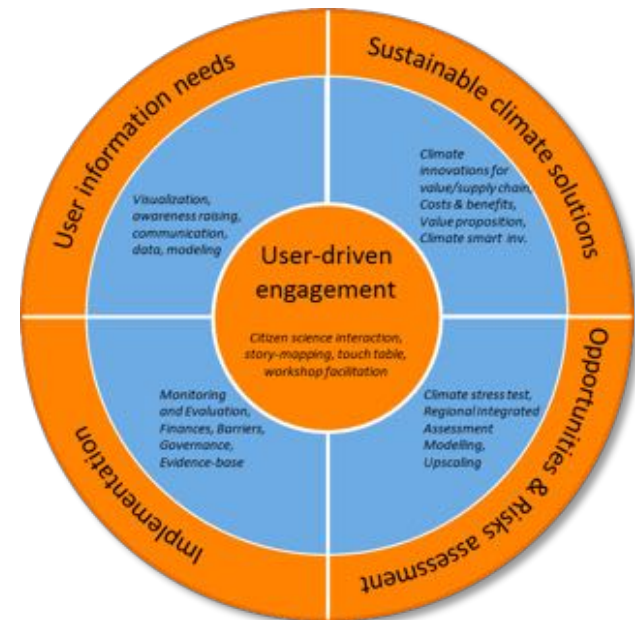 User information needs
Sustainable climate solutions
Visualization,
awareness raising,
communication,
data, modeling
Climate
innovations for
value/supply chain,
Costs & benefits,
Value proposition,
Climate smart inv.
User-driven
engagement
Citizen science interaction,
story-mapping, touch table,
workshop facilitation
Monitoring
and Evaluation,
Finances, Barriers,
Governance,
Evidence-base
Climate stress test,
Regional Integrated
Assessment
Modelling,
Upscaling
Implementation
Opportunities & Risks assessment